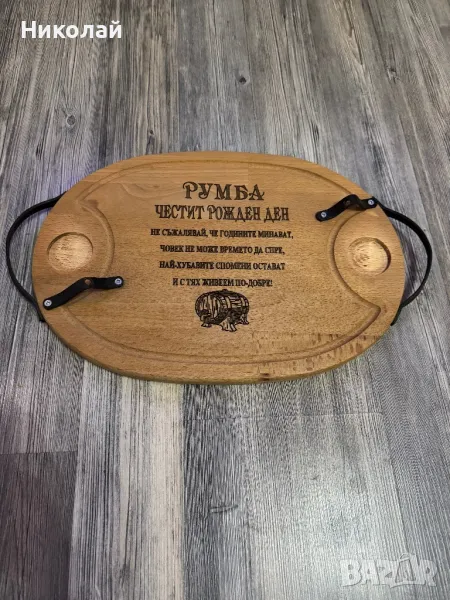 Николай
РУМБА
ЧЕСТИТ РОЖДЕН ДЕН
НЕ СЪЖАЛЯВАЙ, ЧЕ ГОДИНИТЕ МИНАВАТ,
ЧОВЕК НЕ МОЖЕ ВРЕМЕТО ДА СПРЕ,
НАЙ-ХУБАВИТЕ СПОМЕНИ ОСТАВАТ
И С ТЯХ ЖИВЕЕМ ПО-ДОБРЕ!
BAZAR